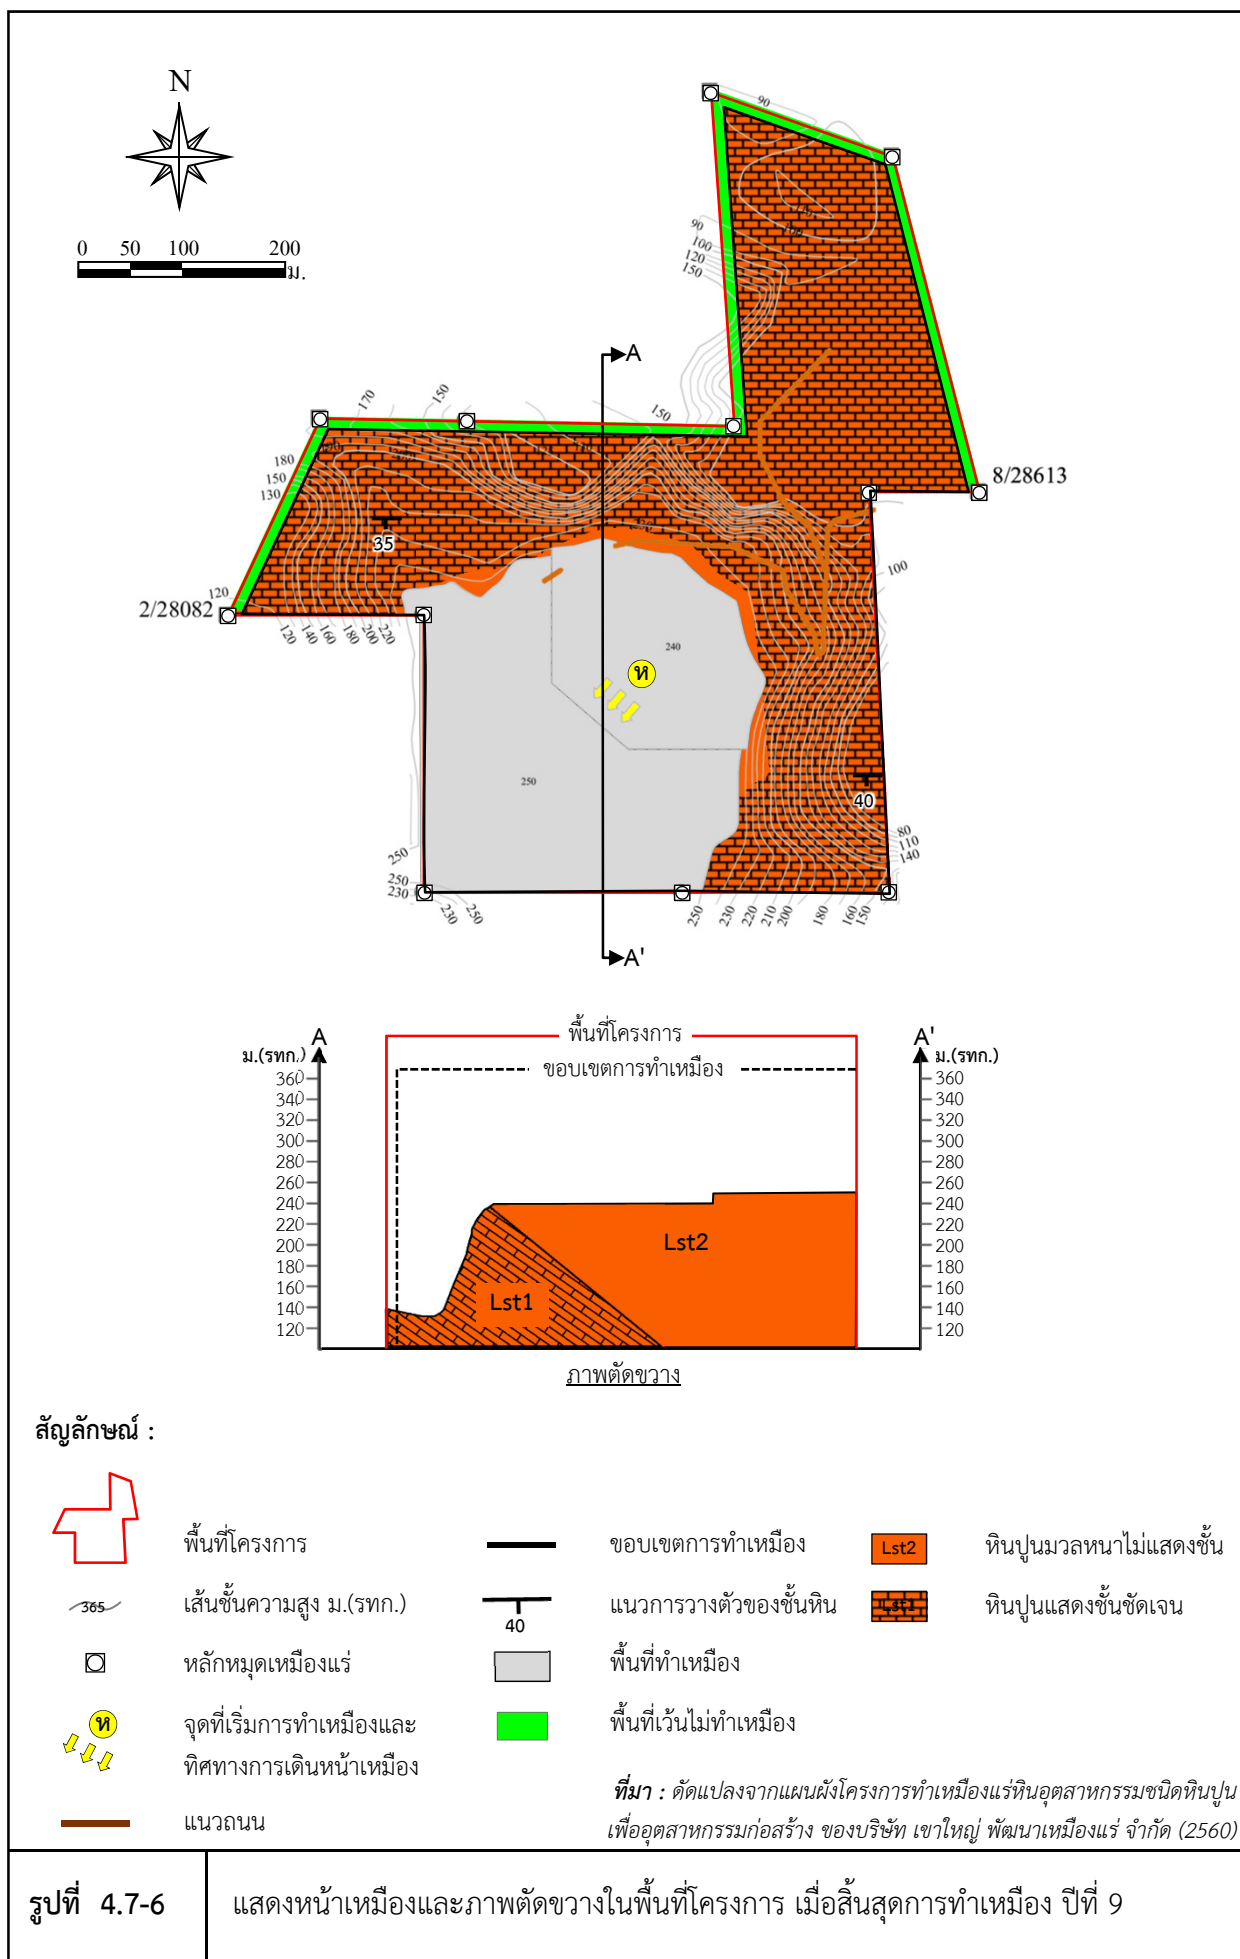 N
0 50 100 200
ม.
90
90
100
120
150
100
170
150
150
180
150
130
35
120
2/28082
8/28613
120
140
160
180
200
220
100
240
ห
250
40
80
110
140
250
250
230
230
250
250
230
220
210
200
180
160
150
A
A'
A
A'
พื้นที่โครงการ
ขอบเขตการทำเหมือง
ม.(รทก.)
360
340
320
300
280
260
240
220
200
180
160
140
120
ม.(รทก.)
360
340
320
300
280
260
240
220
200
180
160
140
120
Lst2
Lst1
ภาพตัดขวาง
สัญลักษณ์ :
พื้นที่โครงการ
365
เส้นชั้นความสูง ม.(รทก.)
หลักหมุดเหมืองแร่
ห
จุดที่เริ่มการทำเหมืองและ
ทิศทางการเดินหน้าเหมือง
แนวถนน
ขอบเขตการทำเหมือง
40
แนวการวางตัวของชั้นหิน
พื้นที่ทำเหมือง
พื้นที่เว้นไม่ทำเหมือง
Lst2
หินปูนมวลหนาไม่แสดงชั้น
Lst1
หินปูนแสดงชั้นชัดเจน
ที่มา : ดัดแปลงจากแผนผังโครงการทำเหมืองแร่หินอุตสาหกรรมชนิดหินปูน
เพื่ออุตสาหกรรมก่อสร้าง ของบริษัท เขาใหญ่ พัฒนาเหมืองแร่ จำกัด (2560)
รูปที่ 4.7-6
แสดงหน้าเหมืองและภาพตัดขวางในพื้นที่โครงการ เมื่อสิ้นสุดการทำเหมือง ปีที่ 9